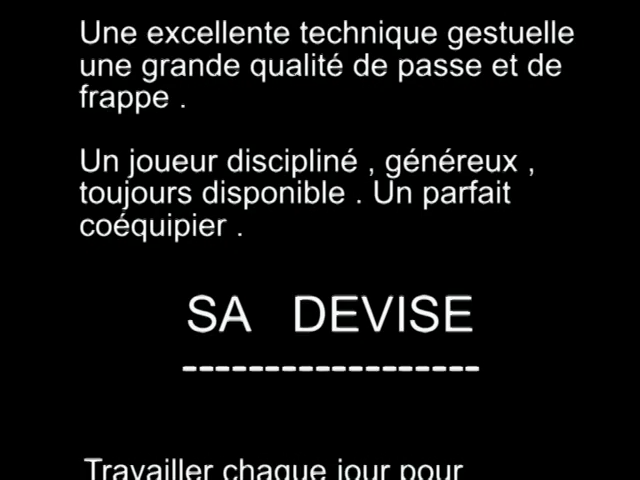 Une excellente technique gestuelle
une grande qualité de passe et de
frappe .
Un joueur discipliné , généreux ,
toujours disponible . Un parfait
coéquipier .
SA DEVISE
------------------
Travailler chaque jour pour